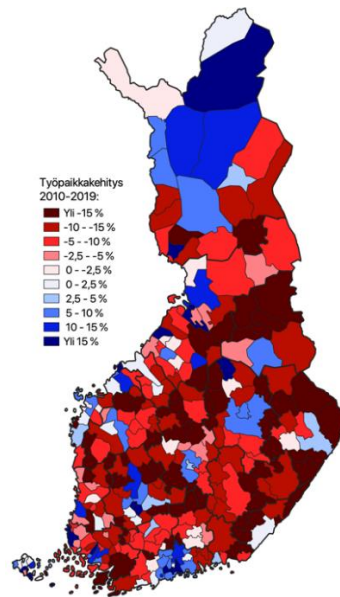 Työpaikkakehitys
2010-2019:
Yli -15 %
-10 - -15 %
-5 - -10 %
-2,5 - -5 %
0 - -2,5 %
0 - 2,5 %
2,5 - 5 %
5 - 10 %
10 - 15 %
Yli 15 %